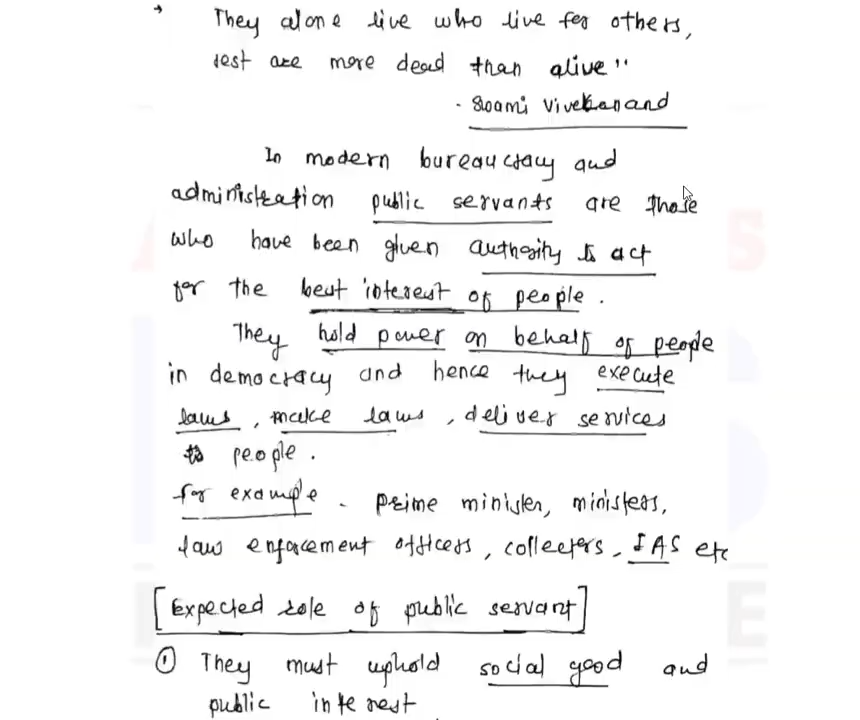 They alone live who live for others,
rest are more dead than alive"
- Swami Vivekanand
In modern bureaucracy and
administration public servants are those
who have been given authority to act
for the best interest of people.
They hold power on behalf of people
in democracy and hence they execute
laws, make laws, deliver services
to people.
for example - Prime minister, ministers,
law enforcement officers, collecters, IAS etc
[Expected role of public servant]
① They must uphold social good and
public interest